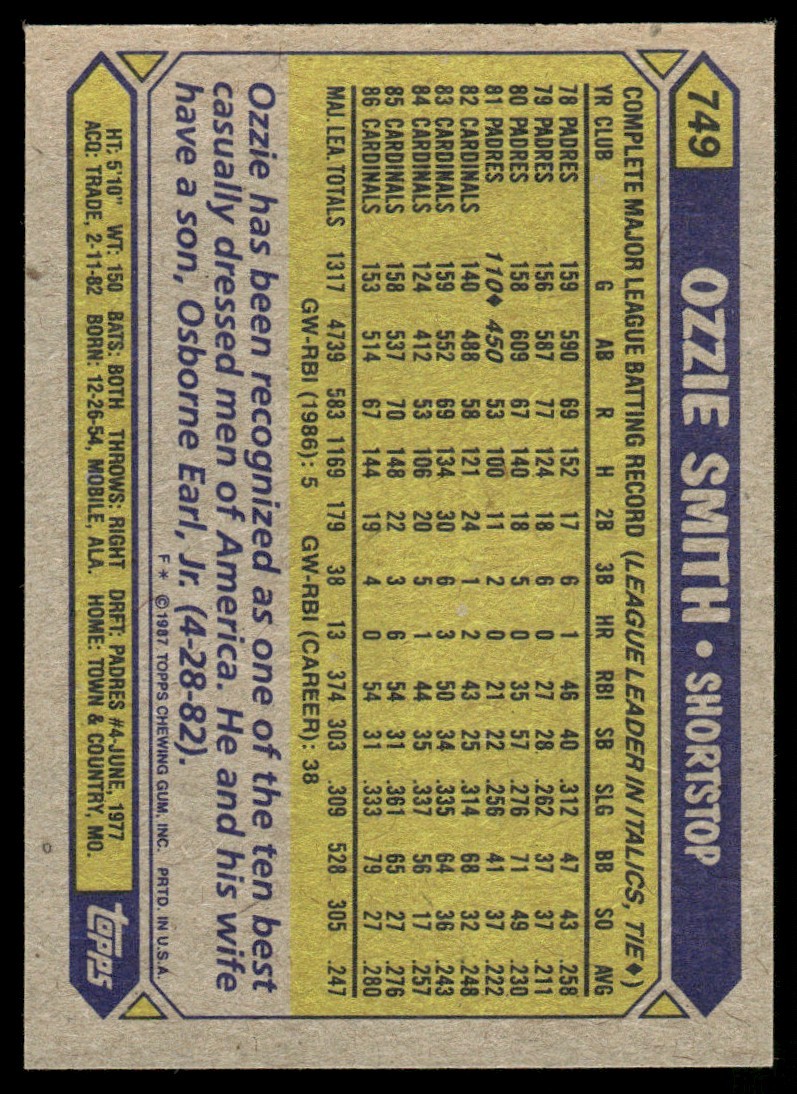 749
OZZIE SMITH • SHORTSTOP
COMPLETE MAJOR LEAGUE BATTING RECORD (LEAGUE LEADER IN ITALICS, TIE♦)
YR CLUB G AB R H 2B 3B HR RBI SB SLG BB SO AVG
78 PADRES 159 590 69 152 17 6 1 46 40 .312 47 43 .258
79 PADRES 156 587 77 124 18 6 0 27 28 .262 37 37 .211
80 PADRES 158 609 67 140 18 5 0 35 57 .276 71 49 .230
81 PADRES 110♦ 450 53 100 11 2 0 21 22 .256 41 37 .222
82 CARDINALS 140 488 58 121 24 1 2 43 25 .314 68 32 .248
83 CARDINALS 159 552 69 134 30 6 3 50 34 .335 64 36 .243
84 CARDINALS 124 412 53 106 20 5 1 44 35 .337 56 17 .257
85 CARDINALS 158 537 70 148 22 3 6 54 31 .361 65 27 .276
86 CARDINALS 153 514 67 144 19 4 0 54 31 .333 79 27 .280
MAJ. LEA. TOTALS 1317 4739 583 1169 179 38 13 374 303 .309 528 305 .247
GW-RBI (1986): 5 GW-RBI (CAREER): 38
Ozzie has been recognized as one of the ten best
casually dressed men of America. He and his wife
have a son, Osborne Earl, Jr. (4-28-82).
F* ©1987 TOPPS CHEWING GUM, INC. PRTD. IN U.S.A.
HT: 5'10" WT: 150 BATS: BOTH THROWS: RIGHT DRFT: PADRES #4-JUNE, 1977
ACQ: TRADE, 2-11-82 BORN: 12-26-54, MOBILE, ALA. HOME: TOWN & COUNTRY, MO.
topps